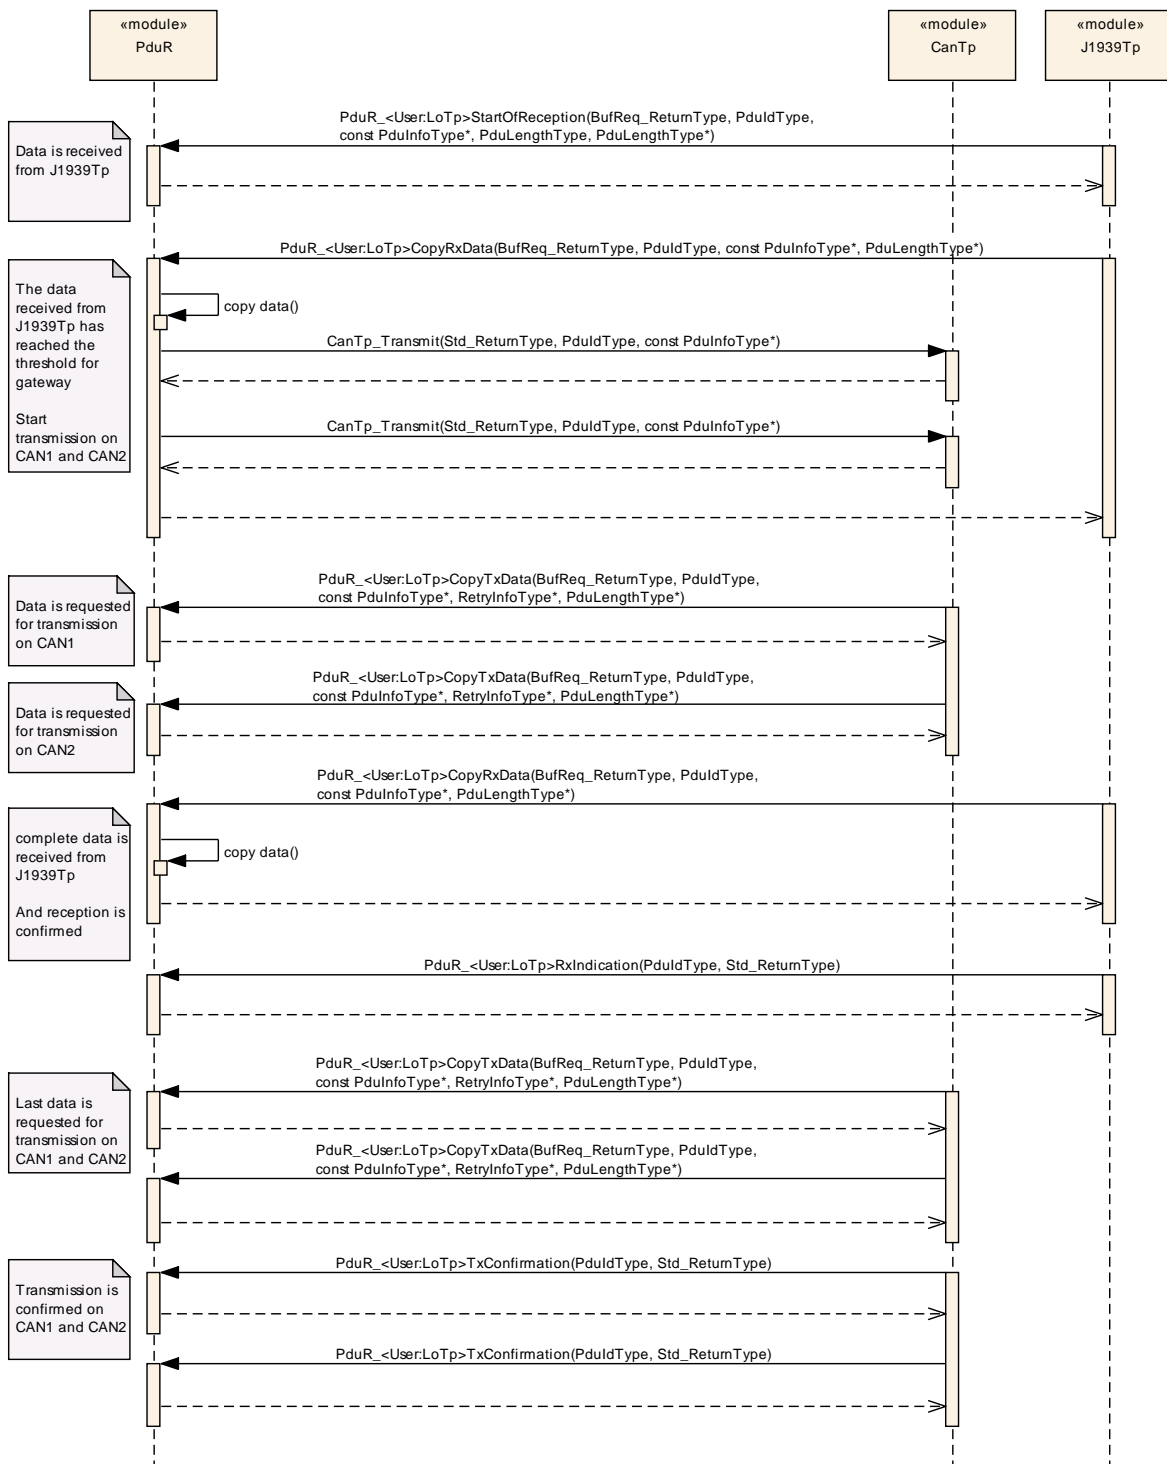 «module»
PduR
«module»
CanTp
«module»
J1939Tp
PduR_<User:LoTp>StartOfReception(BufReq_ReturnType, PduIdType,
const PduInfoType*, PduLengthType, PduLengthType*)
Data is received
from J1939Tp
PduR_<User:LoTp>CopyRxData(BufReq_ReturnType, PduIdType, const PduInfoType*, PduLengthType*)
The data
received from
J1939Tp has
reached the
threshold for
gateway
Start
transmission on
CAN1 and CAN2
copy data()
CanTp_Transmit(Std_ReturnType, PduIdType, const PduInfoType*)
CanTp_Transmit(Std_ReturnType, PduIdType, const PduInfoType*)
PduR_<User:LoTp>CopyTxData(BufReq_ReturnType, PduIdType,
const PduInfoType*, RetryInfoType*, PduLengthType*)
Data is requested
for transmission
on CAN1
PduR_<User:LoTp>CopyTxData(BufReq_ReturnType, PduIdType,
const PduInfoType*, RetryInfoType*, PduLengthType*)
Data is requested
for transmission
on CAN2
PduR_<User:LoTp>CopyRxData(BufReq_ReturnType, PduIdType,
const PduInfoType*, PduLengthType*)
complete data is
received from
J1939Tp
And reception is
confirmed
copy data()
PduR_<User:LoTp>RxIndication(PduIdType, Std_ReturnType)
PduR_<User:LoTp>CopyTxData(BufReq_ReturnType, PduIdType,
const PduInfoType*, RetryInfoType*, PduLengthType*)
Last data is
requested for
transmission on
CAN1 and CAN2
PduR_<User:LoTp>CopyTxData(BufReq_ReturnType, PduIdType,
const PduInfoType*, RetryInfoType*, PduLengthType*)
PduR_<User:LoTp>TxConfirmation(PduIdType, Std_ReturnType)
Transmission is
confirmed on
CAN1 and CAN2
PduR_<User:LoTp>TxConfirmation(PduIdType, Std_ReturnType)